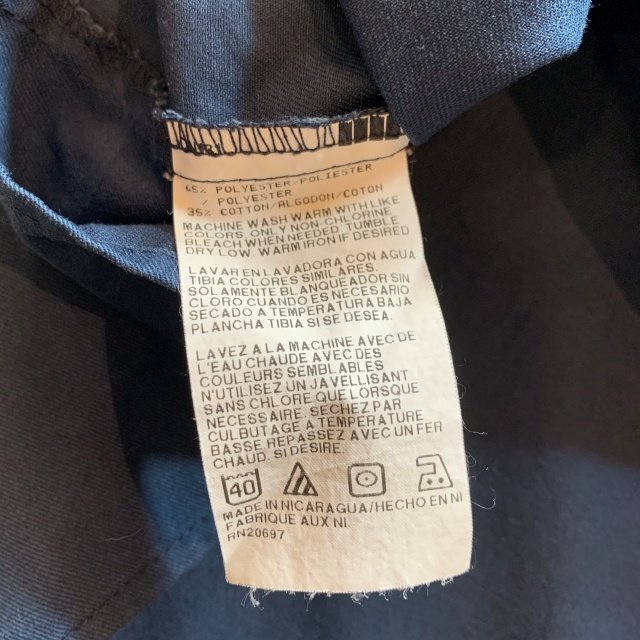 65% POLYESTER/POLIESTER
/ POLYESTER
35% COTTON/ALGODON/COTON
MACHINE WASH WARM WITH LIKE
COLORS. ONLY NON CHLORINE
BLEACH WHEN NEEDED. TUMBLE
DRY LOW. WARM IRON IF DESIRED
LAVAR EN LAVADORA CON AGUA
TIBIA COLORES SIMILARES.
SOLAMENTE BLANQUEADOR SIN
CLORO CUANDO ES NECESARIO
SECADO A TEMPERATURA BAJA
PLANCHA TIBIA SI SE DESEA.
LAVEZ A LA MACHINE AVEC DE
L'EAU CHAUDE AVEC DES
COULEURS SEMBLABLES
N'UTILISEZ UN JAVELLISANT
SANS CHLORE QUE LORSQUE
NECESSAIRE. SECHEZ PAR
CULBUTAGE A TEMPERATURE
BASSE. REPASSEZ AVEC UN FER
CHAUD. SI DESIRE.
40
MADE IN NICARAGUA/HECHO EN NI
FABRIQUE AUX NI.
RN20697